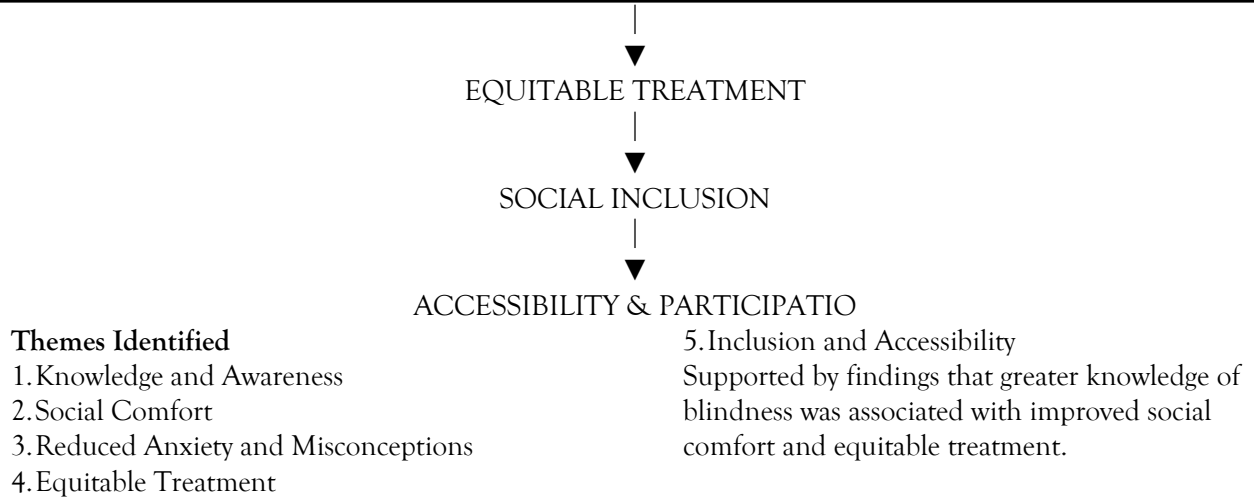 EQUITABLE TREATMENT
SOCIAL INCLUSION
ACCESSIBILITY & PARTICIPATIO
Themes Identified
1.Knowledge and Awareness
2.Social Comfort
3.Reduced Anxiety and Misconceptions
4.Equitable Treatment
5.Inclusion and Accessibility
Supported by findings that greater knowledge of
blindness was associated with improved social
comfort and equitable treatment.